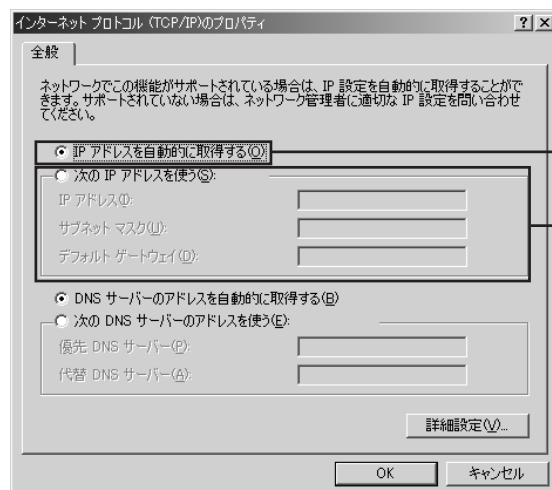 インターネット プロトコル (TCP/IP)のプロパティ
全般
ネットワークでこの機能がサポートされている場合は、IP 設定を自動的に取得することがで
きます。サポートされていない場合は、ネットワーク管理者に適切な IP 設定を問い合わせ
てください。
IP アドレスを自動的に取得する(O)
次の IP アドレスを使う(S):
IP アドレス(I):
サブネット マスク(U):
デフォルト ゲートウェイ(D):
DNS サーバーのアドレスを自動的に取得する(B)
次の DNS サーバーのアドレスを使う(E):
優先 DNS サーバー(P):
代替 DNS サーバー(A):
詳細設定(V)...
OK
キャンセル